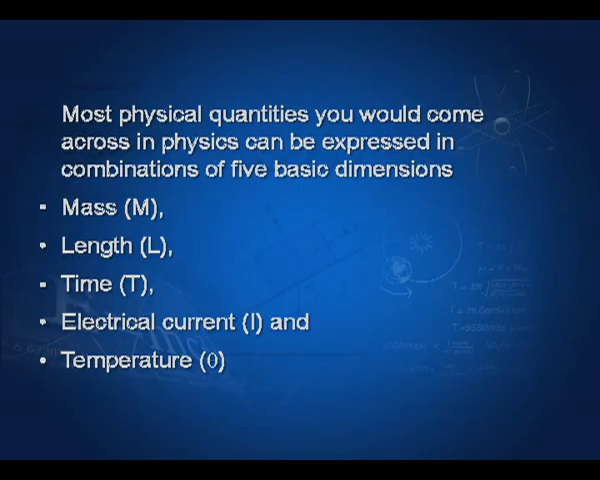 Most physical quantities you would come
across in physics can be expressed in
combinations of five basic dimensions
- Mass (M),
• Length (L),
- Time (T),
• Electrical current (I) and
• Temperature (θ)